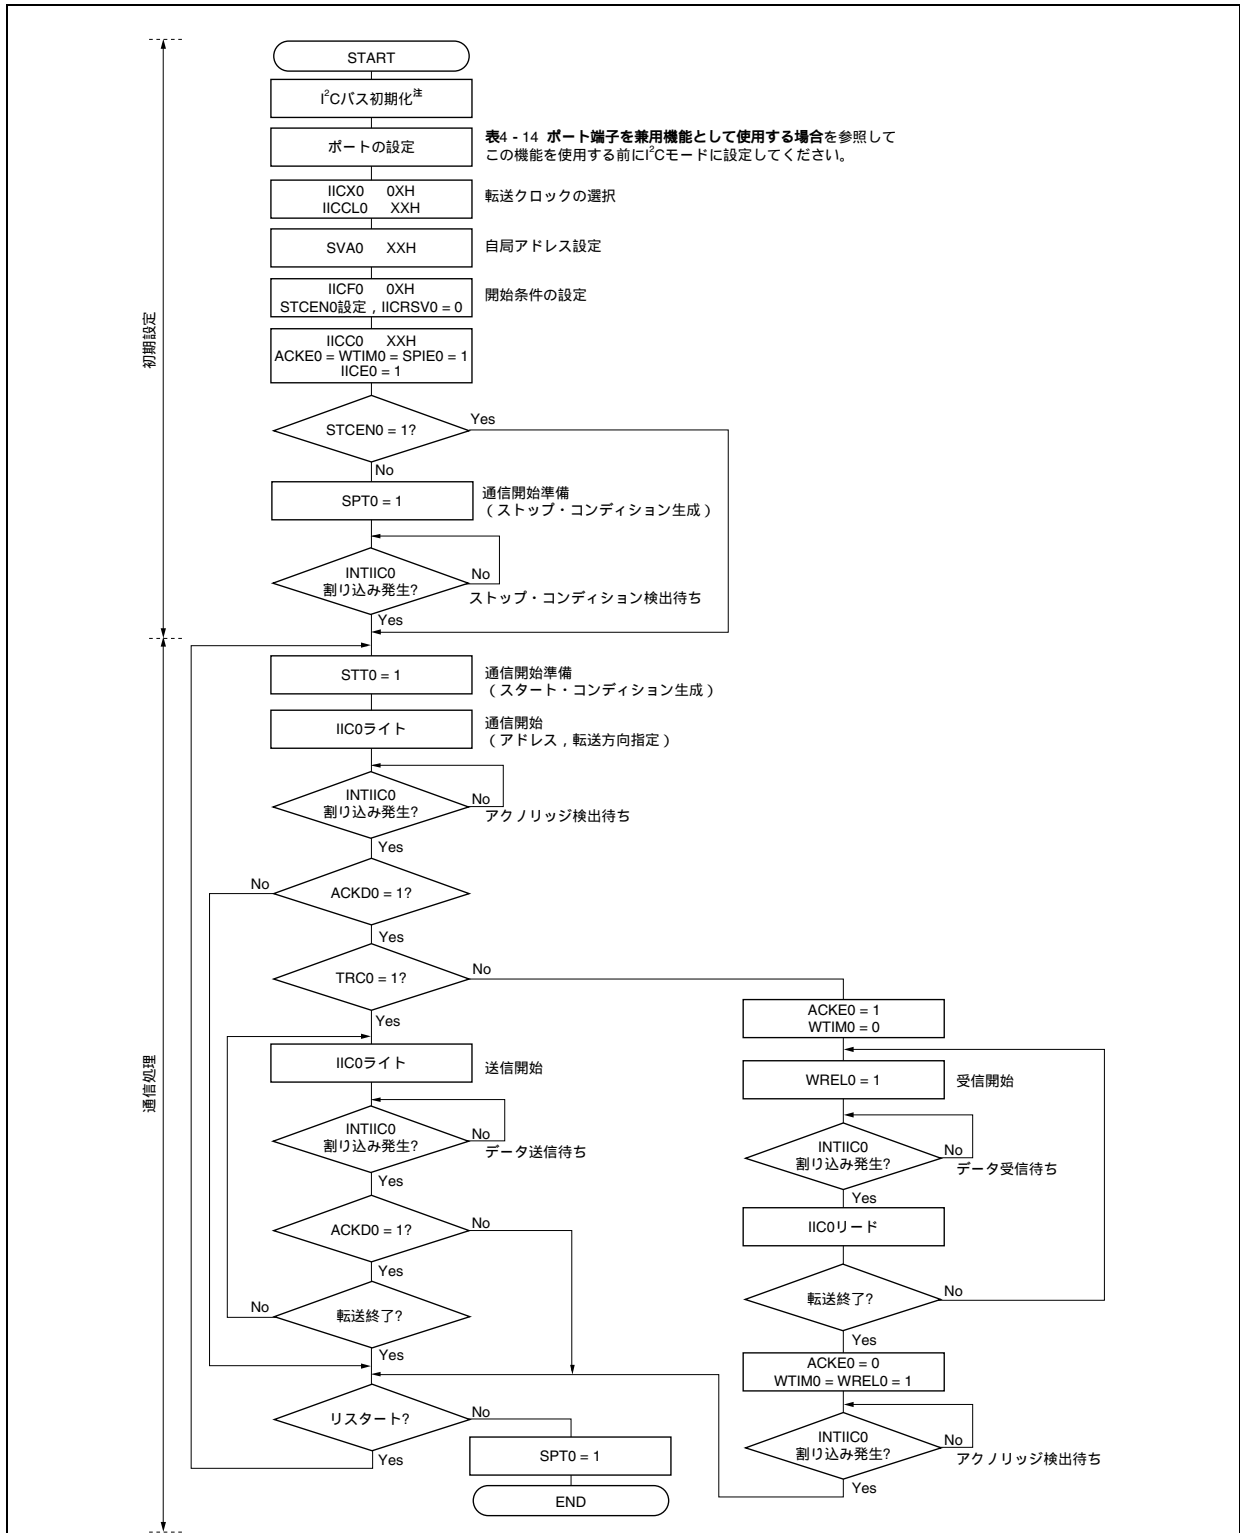 START
I²Cバス初期化注
ポートの設定
表4 - 14 ポート端子を兼用機能として使用する場合を参照して
この機能を使用する前にI²Cモードに設定してください。
IICX0 0XH
IICCL0 XXH
転送クロックの選択
SVA0 XXH
自局アドレス設定
IICF0 0XH
STCEN0設定，IICRSV0 = 0
開始条件の設定
IICC0 XXH
ACKE0 = WTIM0 = SPIE0 = 1
IICE0 = 1
初期設定
STCEN0 = 1?
Yes
No
SPT0 = 1
通信開始準備
（ストップ・コンディション生成）
INTIIC0
割り込み発生?
No
ストップ・コンディション検出待ち
Yes
STT0 = 1
通信開始準備
（スタート・コンディション生成）
IIC0ライト
通信開始
（アドレス，転送方向指定）
INTIIC0
割り込み発生?
No
アクノリッジ検出待ち
Yes
No
ACKD0 = 1?
Yes
TRC0 = 1?
No
Yes
通信処理
IIC0ライト
送信開始
INTIIC0
割り込み発生?
No
データ送信待ち
Yes
ACKD0 = 1?
No
Yes
No
転送終了?
Yes
ACKE0 = 1
WTIM0 = 0
WREL0 = 1
受信開始
INTIIC0
割り込み発生?
No
データ受信待ち
Yes
IIC0リード
転送終了?
No
Yes
ACKE0 = 0
WTIM0 = WREL0 = 1
INTIIC0
割り込み発生?
No
アクノリッジ検出待ち
Yes
リスタート?
No
Yes
SPT0 = 1
END